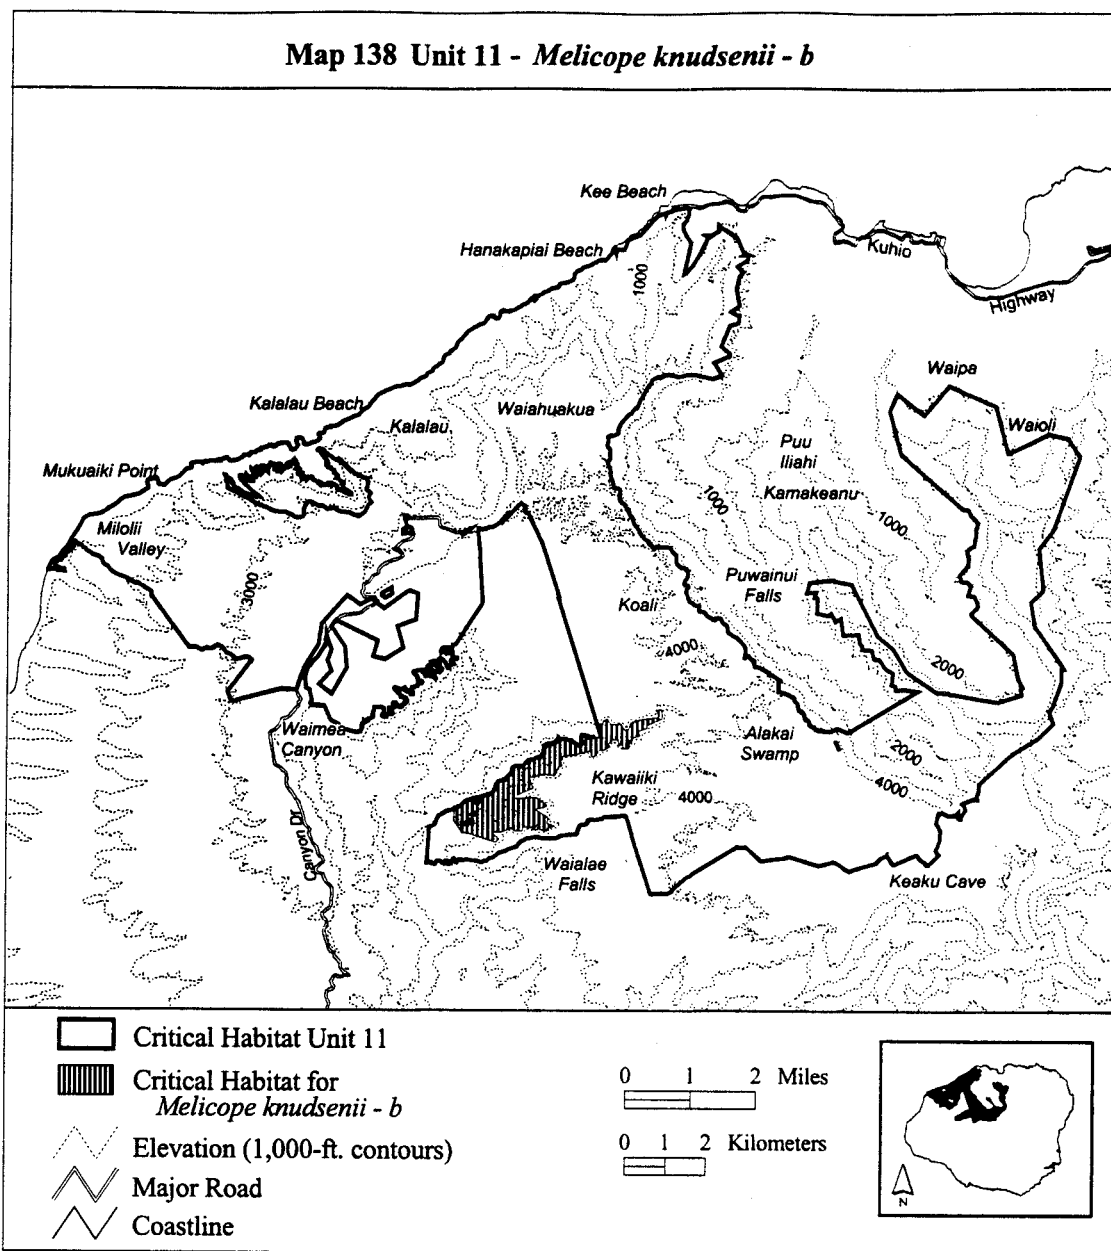 Map 138 Unit 11 - Melicope knudsenii - b
Kee Beach
Hanakapiai Beach
Kuhio
Highway
1000
Waipa
Kalalau Beach
Kalalau
Waiahuakua
Waioli
Puu
Iliahi
Mukuaiki Point
Kamakeanu
1000
1000
Milolii
Valley
3000
Puwainui
Falls
Koali
4000
2000
Waimea
Canyon
Alakai
Swamp
2000
Kawaiiki
Ridge
4000
4000
Canyon Dr
Waialae
Falls
Keaku Cave
Critical Habitat Unit 11
Critical Habitat for
Melicope knudsenii - b
Elevation (1,000-ft. contours)
Major Road
Coastline
0 1 2 Miles
0 1 2 Kilometers
N